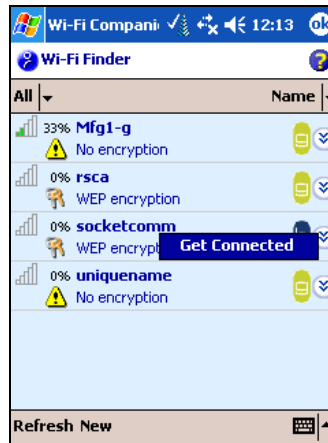 Wi-Fi Compani 12:13 ok
Wi-Fi Finder ?
All Name
33% Mfg1-g
No encryption
0% rsca
WEP encryption
0% socketcomm
WEP encrypt Get Connected
0% uniquename
No encryption
Refresh New